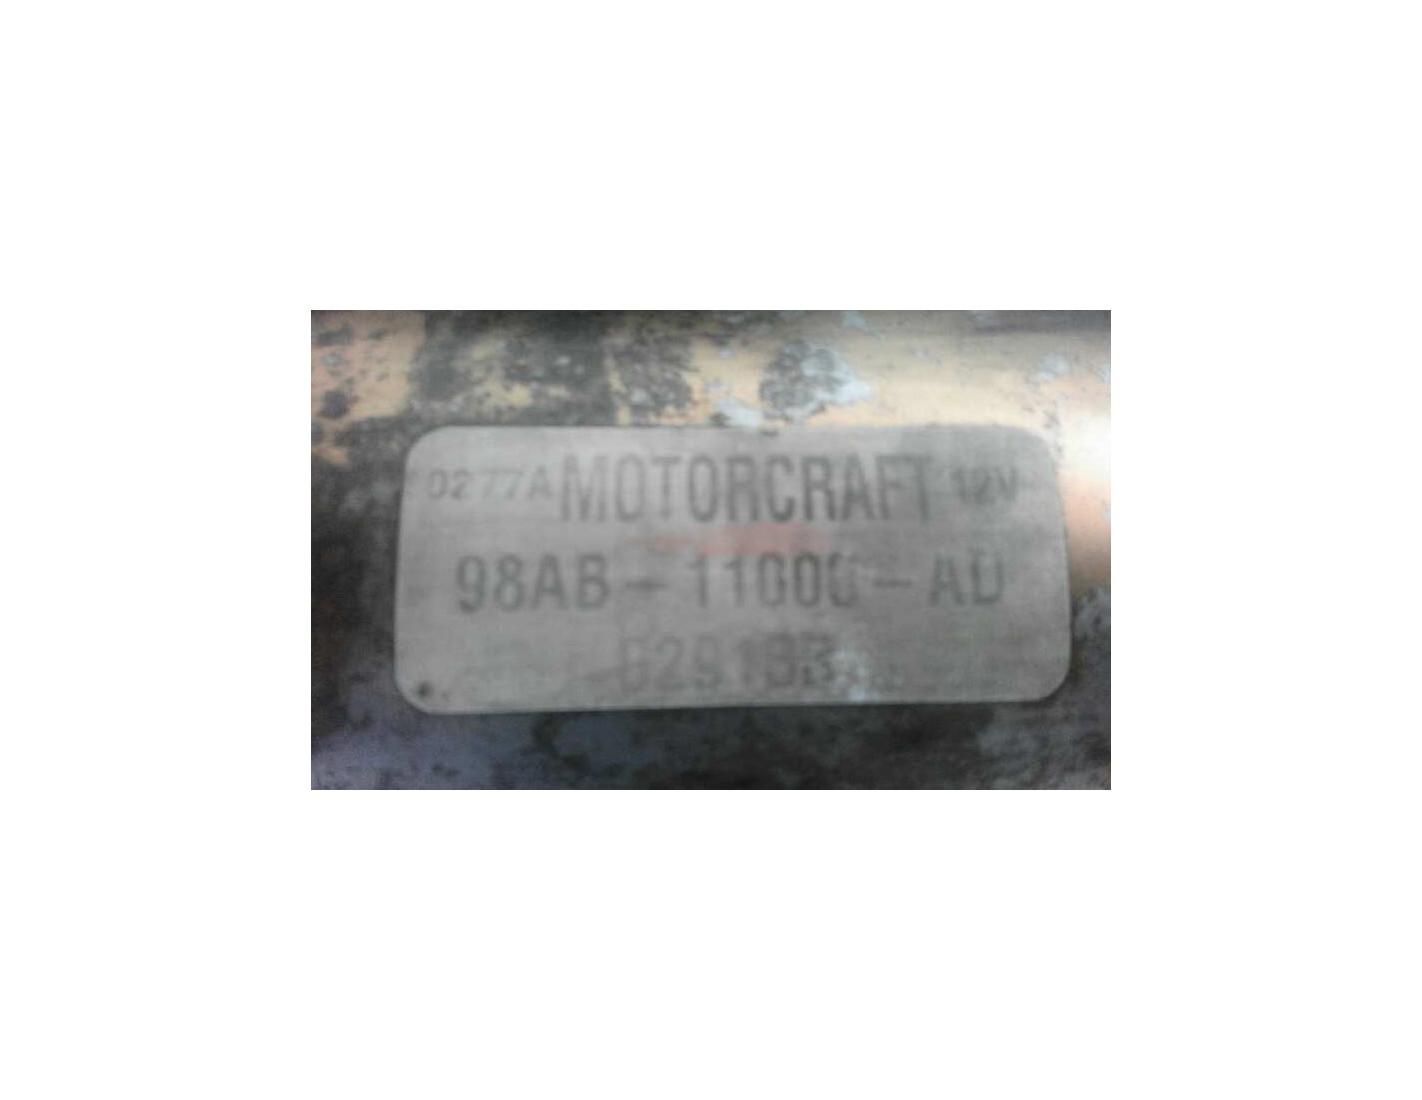 0277A MOTORCRAFT 12V
98AB-11000-AD